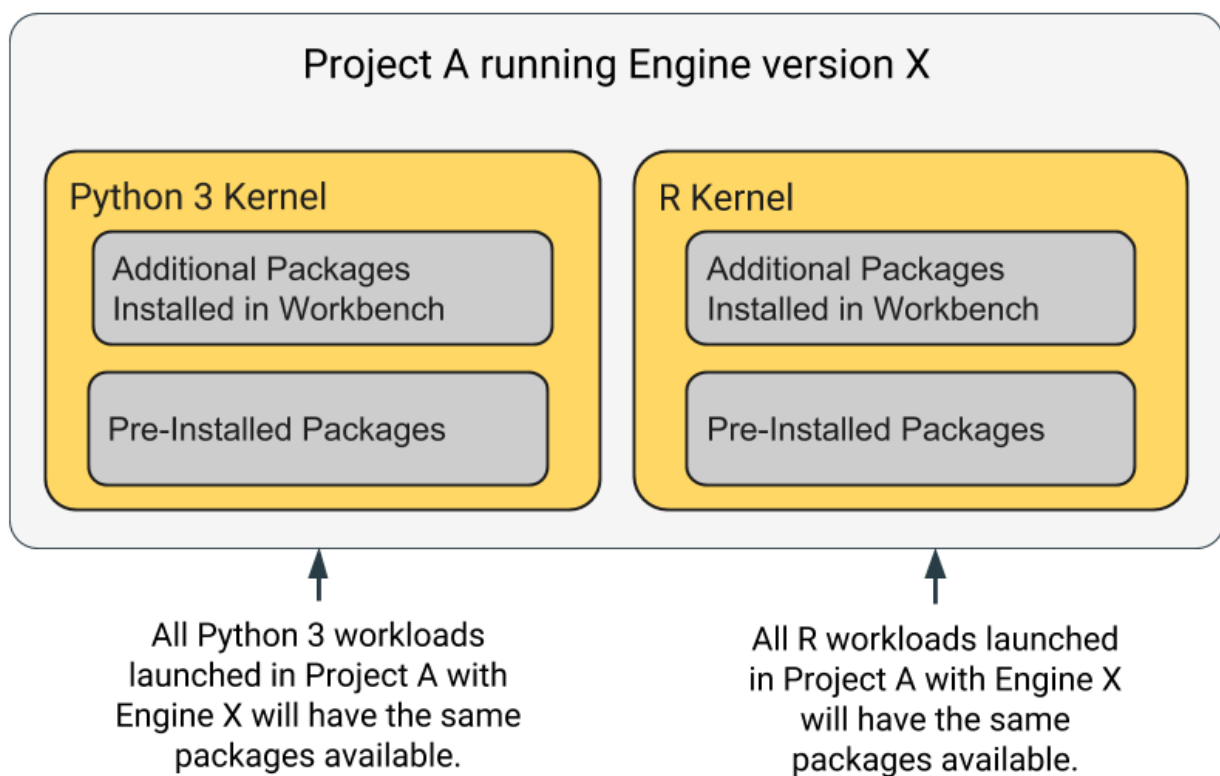 Project A running Engine version X
Python 3 Kernel
Additional Packages
Installed in Workbench
Pre-Installed Packages
R Kernel
Additional Packages
Installed in Workbench
Pre-Installed Packages
All Python 3 workloads
launched in Project A with
Engine X will have the same
packages available.
All R workloads launched
in Project A with Engine X
will have the same
packages available.